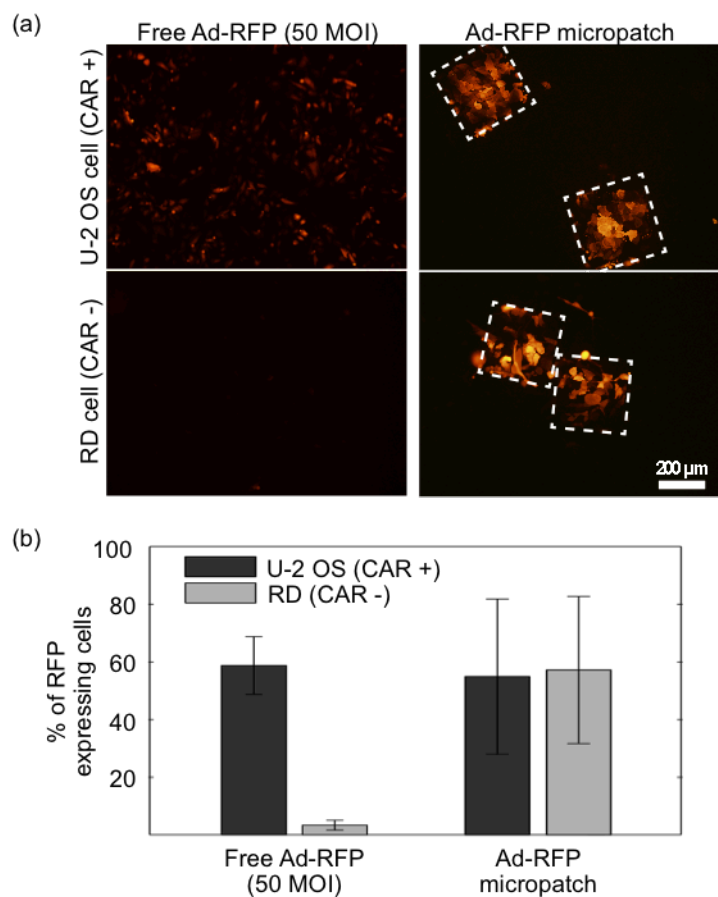 (a)
Free Ad-RFP (50 MOI)
Ad-RFP micropatch
U-2 OS cell (CAR +)
RD cell (CAR -)
200 µm
(b)
% of RFP
expressing cells
100
80
60
40
20
U-2 OS (CAR +)
RD (CAR -)
Free Ad-RFP
(50 MOI)
Ad-RFP
micropatch